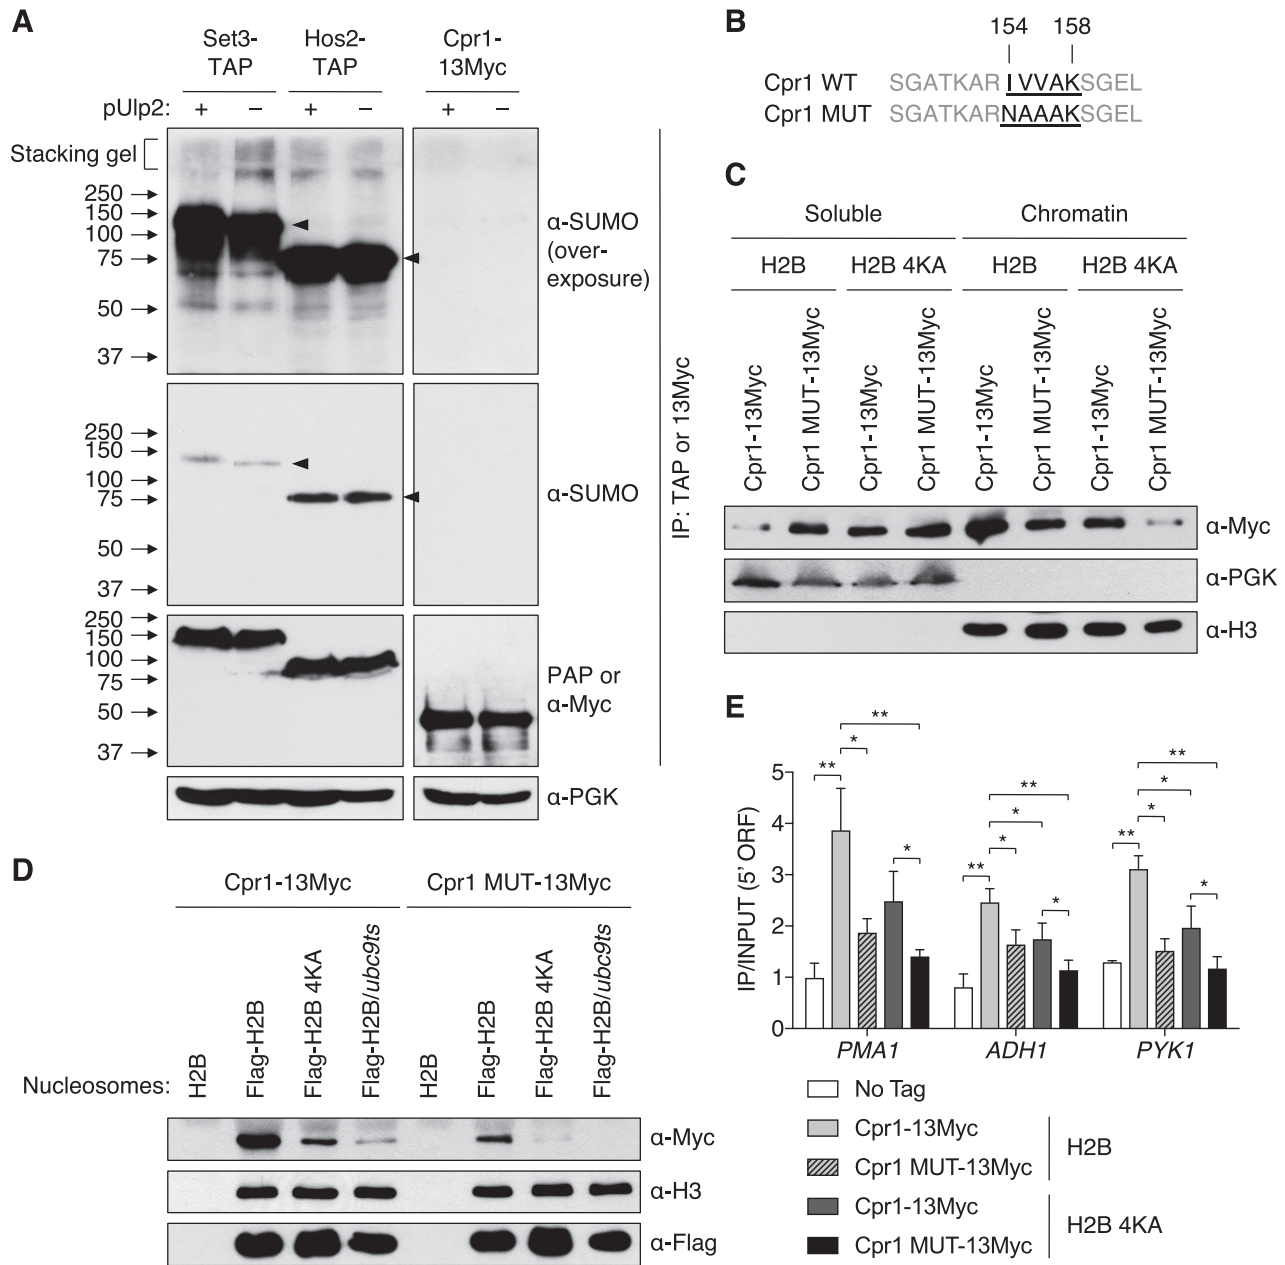 A
Set3-
TAP
Hos2-
TAP
Cpr1-
13Myc
pUlp2:
+ − + − + −
Stacking gel
250
150
100
75
50
37
α-SUMO
(over-
exposure)
250
150
100
75
50
37
α-SUMO
250
150
100
75
50
37
PAP or
α-Myc
α-PGK
IP: TAP or 13Myc
B
154 158
Cpr1 WT SGATKARIVVAKSGEL
Cpr1 MUT SGATKARNAAAKSGEL
C
Soluble Chromatin
H2B H2B 4KA H2B H2B 4KA
Cpr1-13Myc
Cpr1 MUT-13Myc
Cpr1-13Myc
Cpr1 MUT-13Myc
Cpr1-13Myc
Cpr1 MUT-13Myc
Cpr1-13Myc
Cpr1 MUT-13Myc
α-Myc
α-PGK
α-H3
D
Cpr1-13Myc Cpr1 MUT-13Myc
Nucleosomes:
H2B
Flag-H2B
Flag-H2B 4KA
Flag-H2B/ubc9ts
H2B
Flag-H2B
Flag-H2B 4KA
Flag-H2B/ubc9ts
α-Myc
α-H3
α-Flag
E
IP/INPUT (5' ORF)
5
4
3
2
1
0
** * ** *
** * * ** *
** * * ** *
PMA1 ADH1 PYK1
No Tag
Cpr1-13Myc
Cpr1 MUT-13Myc
H2B
Cpr1-13Myc
Cpr1 MUT-13Myc
H2B 4KA